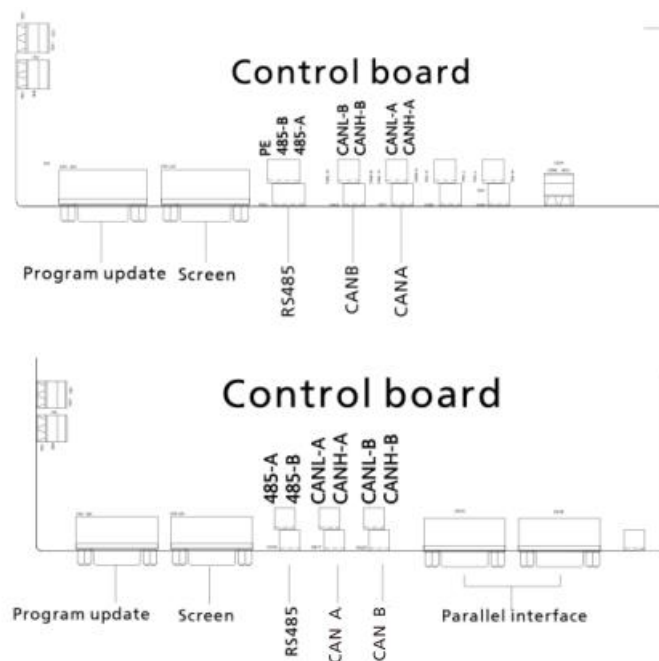 Control board
PE
485-B
485-A
CANL-B
CANH-B
CANL-A
CANH-A
Program update
Screen
RS485
CANB
CANA
Control board
485-A
485-B
CANL-A
CANH-A
CANL-B
CANH-B
Program update
Screen
RS485
CAN A
CAN B
Parallel interface